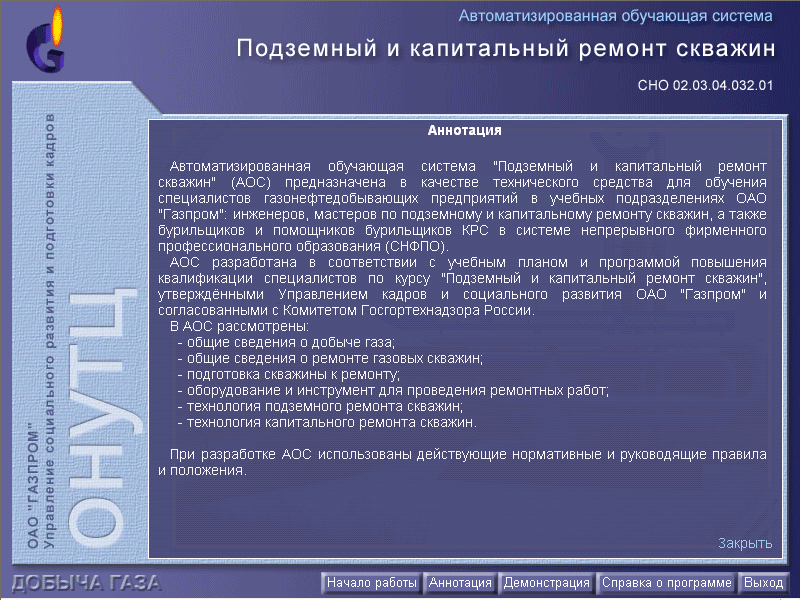 Автоматизированная обучающая система
Подземный и капитальный ремонт скважин
СНО 02.03.04.032.01
ОАО "ГАЗПРОМ"
Управление социального развития и подготовки кадров
ОНУТЦ
Аннотация
Автоматизированная обучающая система "Подземный и капитальный ремонт
скважин" (АОС) предназначена в качестве технического средства для обучения
специалистов газонефтедобывающих предприятий в учебных подразделениях ОАО
"Газпром": инженеров, мастеров по подземному и капитальному ремонту скважин, а также
бурильщиков и помощников бурильщиков КРС в системе непрерывного фирменного
профессионального образования (СНФПО).
АОС разработана в соответствии с учебным планом и программой повышения
квалификации специалистов по курсу "Подземный и капитальный ремонт скважин",
утверждёнными Управлением кадров и социального развития ОАО "Газпром" и
согласованными с Комитетом Госгортехнадзора России.
В АОС рассмотрены:
- общие сведения о добыче газа;
- общие сведения о ремонте газовых скважин;
- подготовка скважины к ремонту;
- оборудование и инструмент для проведения ремонтных работ;
- технология подземного ремонта скважин;
- технология капитального ремонта скважин.
При разработке АОС использованы действующие нормативные и руководящие правила
и положения.
Закрыть
ДОБЫЧА ГАЗА
Начало работы Аннотация Демонстрация Справка о программе Выход